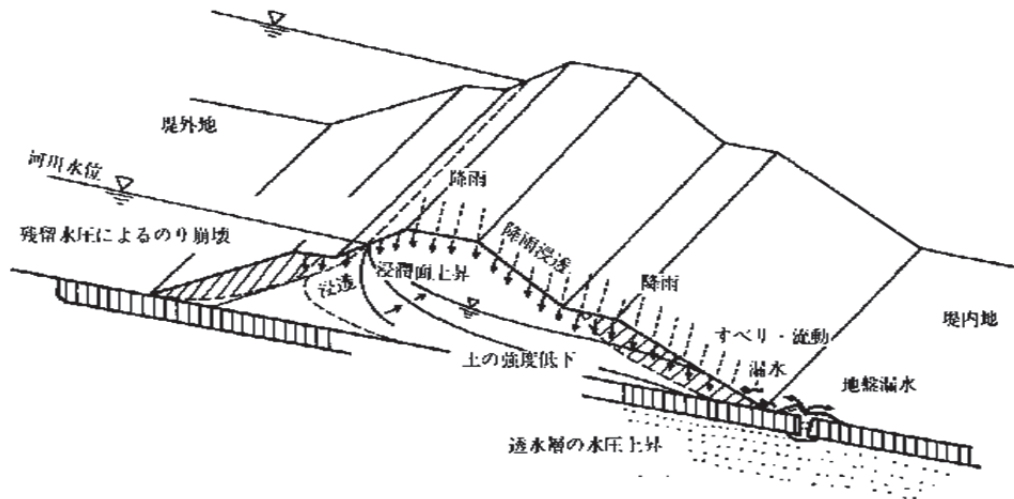 堤外地
河川水位
降雨
残留水圧によるのり崩壊
降雨浸透
浸潤面上昇
浸透
降雨
堤内地
すべり・流動
土の強度低下
漏水
地盤漏水
透水層の水圧上昇